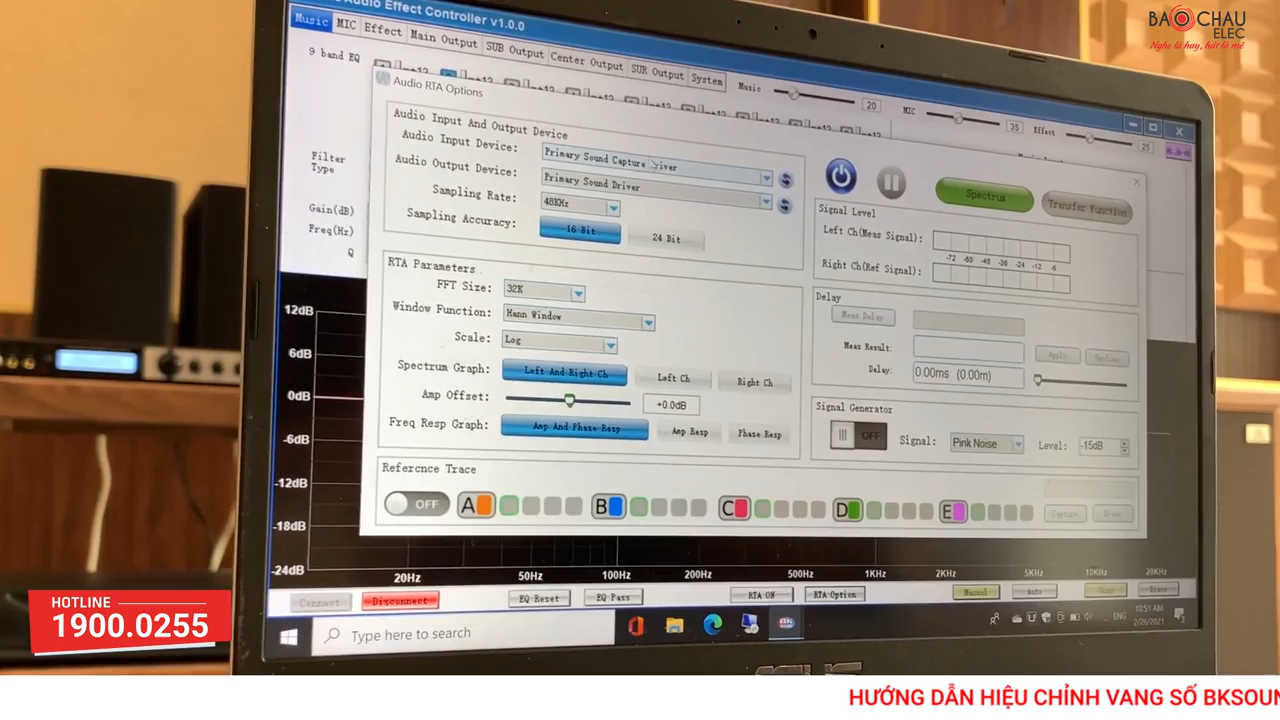 Audio Effect Controller v1.0.0
BAO CHAU
ELEC
Nghe là hay, hát là mê
Music MIC Effect Main Output SUB Output Center Output SUR Output System
Music 20 MIC 35 Effect 25
9 band EQ
Audio RTA Options
Audio Input And Output Device
Audio Input Device: Primary Sound Capture
Audio Output Device: Primary Sound Driver
Sampling Rate: 48KHz
Sampling Accuracy: 16 Bit 24 Bit
Spectrum Transfer Function
Signal Level
Left Ch(Meas Signal):
-72 -60 -48 -36 -24 -12 -6
Right Ch(Ref Signal):
Filter
Type
Gain(dB)
Freq(Hz)
Q
RTA Parameters
FFT Size: 32K
Window Function: Hann Window
Scale: Log
Spectrum Graph: Left And Right Ch Left Ch Right Ch
Amp Offset: +0.0dB
Freq Resp Graph: Amp And Phase Resp Amp Resp Phase Resp
Delay
Meas Delay
Meas Result: Apply
Delay: 0.00ms (0.00m)
Signal Generator
OFF Signal: Pink Noise Level: -15dB
Reference Trace
OFF A B C D E Capture
12dB
6dB
0dB
-6dB
-12dB
-18dB
-24dB
20Hz 50Hz 100Hz 200Hz 500Hz 1KHz 2KHz 5KHz 10KHz 20KHz
Connect Disconnect EQ Reset EQ Pass RTA ON RTA Option Manual Auto
Type here to search
ENG
10:51 AM
2/26/2021
HOTLINE
1900.0255
HƯỚNG DẪN HIỆU CHỈNH VANG SỐ BKSOUN